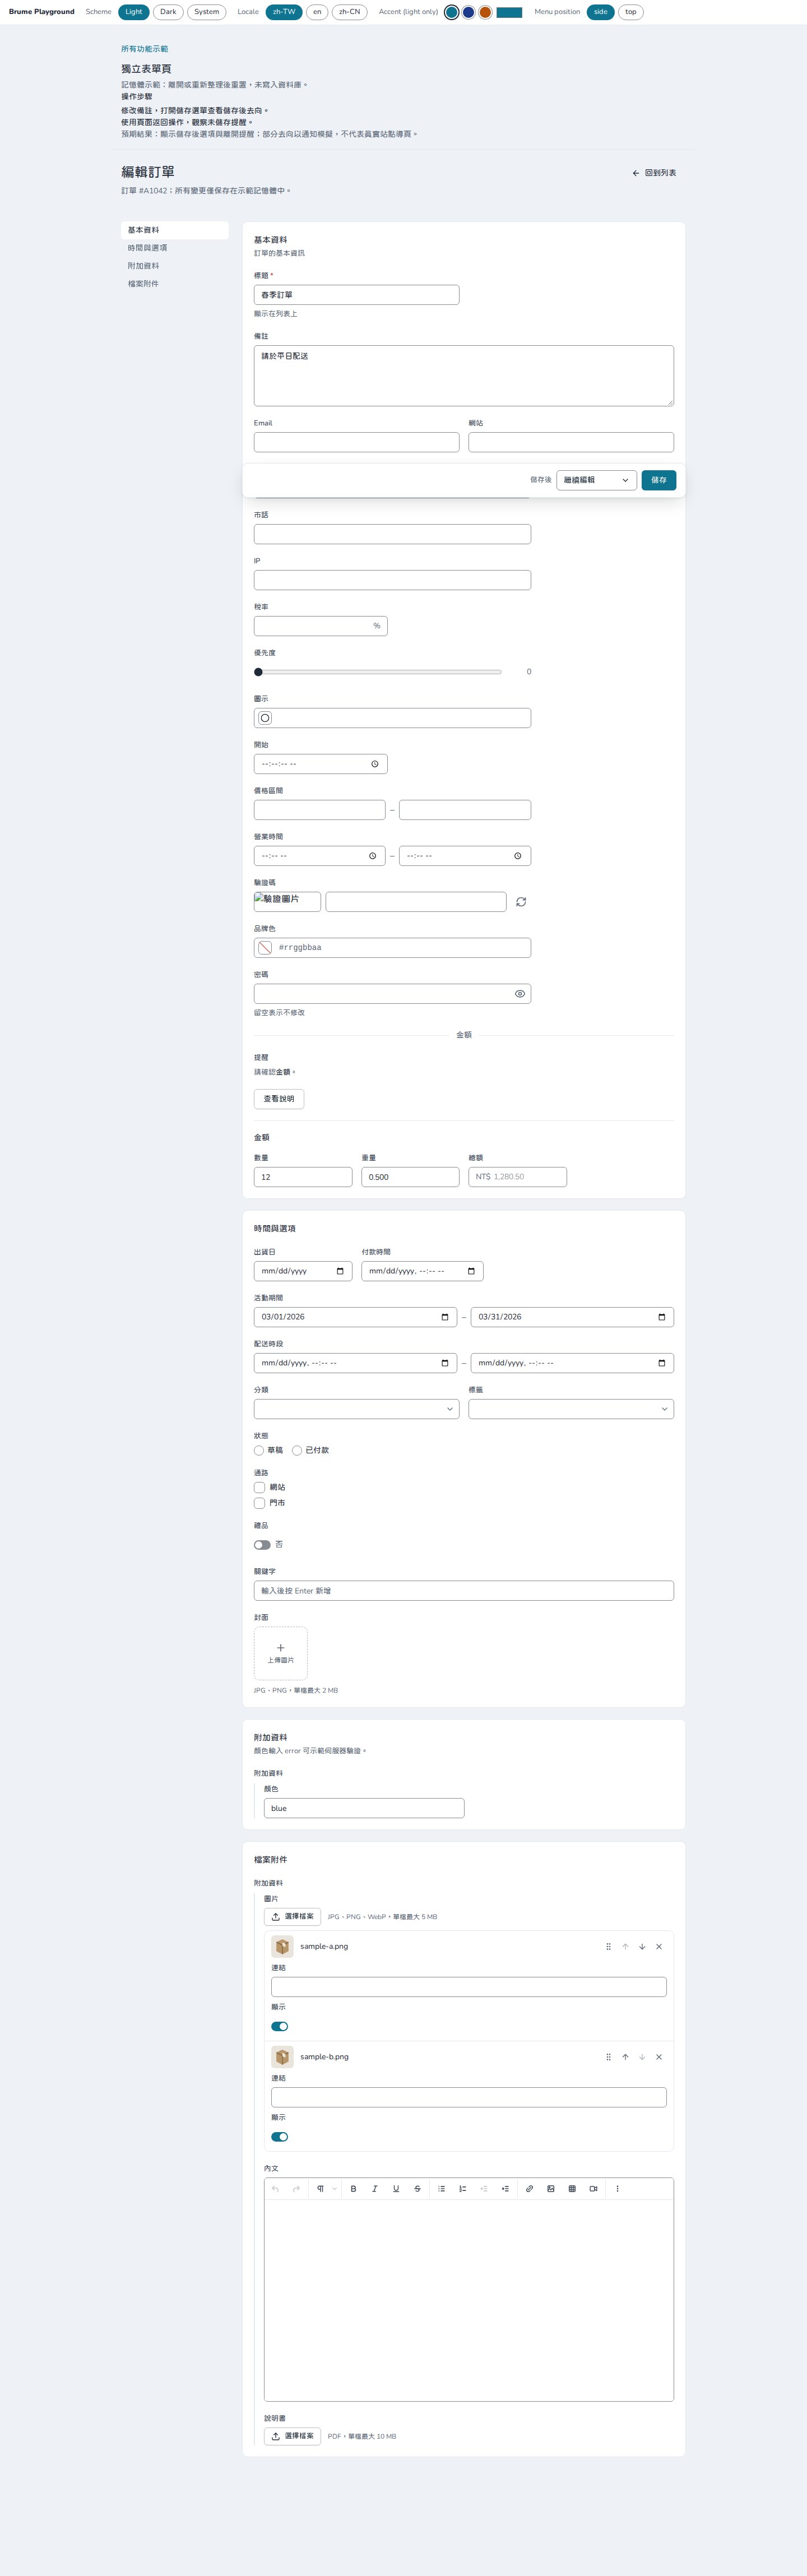 Brume Playground Scheme Light Dark System Locale zh-TW en zh-CN Accent (light only) Menu position side top
所有功能示範
獨立表單頁
記憶體示範：離開或重新整理後重置，未寫入資料庫。
操作步驟
修改備註，打開儲存選單查看儲存後去向。
使用頁面返回操作，觀察未儲存提醒。
預期結果：顯示儲存後選項與離開提醒；部分去向以通知模擬，不代表真實站點導頁。
編輯訂單
回到列表
訂單 #A1042；所有變更僅保存在示範記憶體中。
基本資料
時間與選項
附加資料
檔案附件
基本資料
訂單的基本資訊
標題 *
春季訂單
顯示在列表上
備註
請於平日配送
Email 網站
儲存後 繼續編輯 儲存
市話
IP
稅率
%
優先度
0
圖示
開始
--:--:-- --
價格區間
–
營業時間
--:-- -- – --:-- --
驗證碼
驗證圖片
品牌色
#rrggbbaa
密碼
留空表示不修改
金額
提醒
請確認金額。
查看說明
金額
數量 重量 總額
12 0.500 NT$ 1,280.50
時間與選項
出貨日 付款時間
mm/dd/yyyy mm/dd/yyyy, --:-- --
活動期間
03/01/2026 – 03/31/2026
配送時段
mm/dd/yyyy, --:-- -- – mm/dd/yyyy, --:-- --
分類 標籤
狀態
草稿 已付款
通路
網站
門市
禮品
否
關鍵字
輸入後按 Enter 新增
封面
上傳圖片
JPG、PNG，單檔最大 2 MB
附加資料
顏色輸入 error 可示範伺服器驗證。
附加資料
顏色
blue
檔案附件
附加資料
圖片
選擇檔案 JPG、PNG、WebP，單檔最大 5 MB
sample-a.png
連結
顯示
sample-b.png
連結
顯示
內文
說明書
選擇檔案 PDF，單檔最大 10 MB